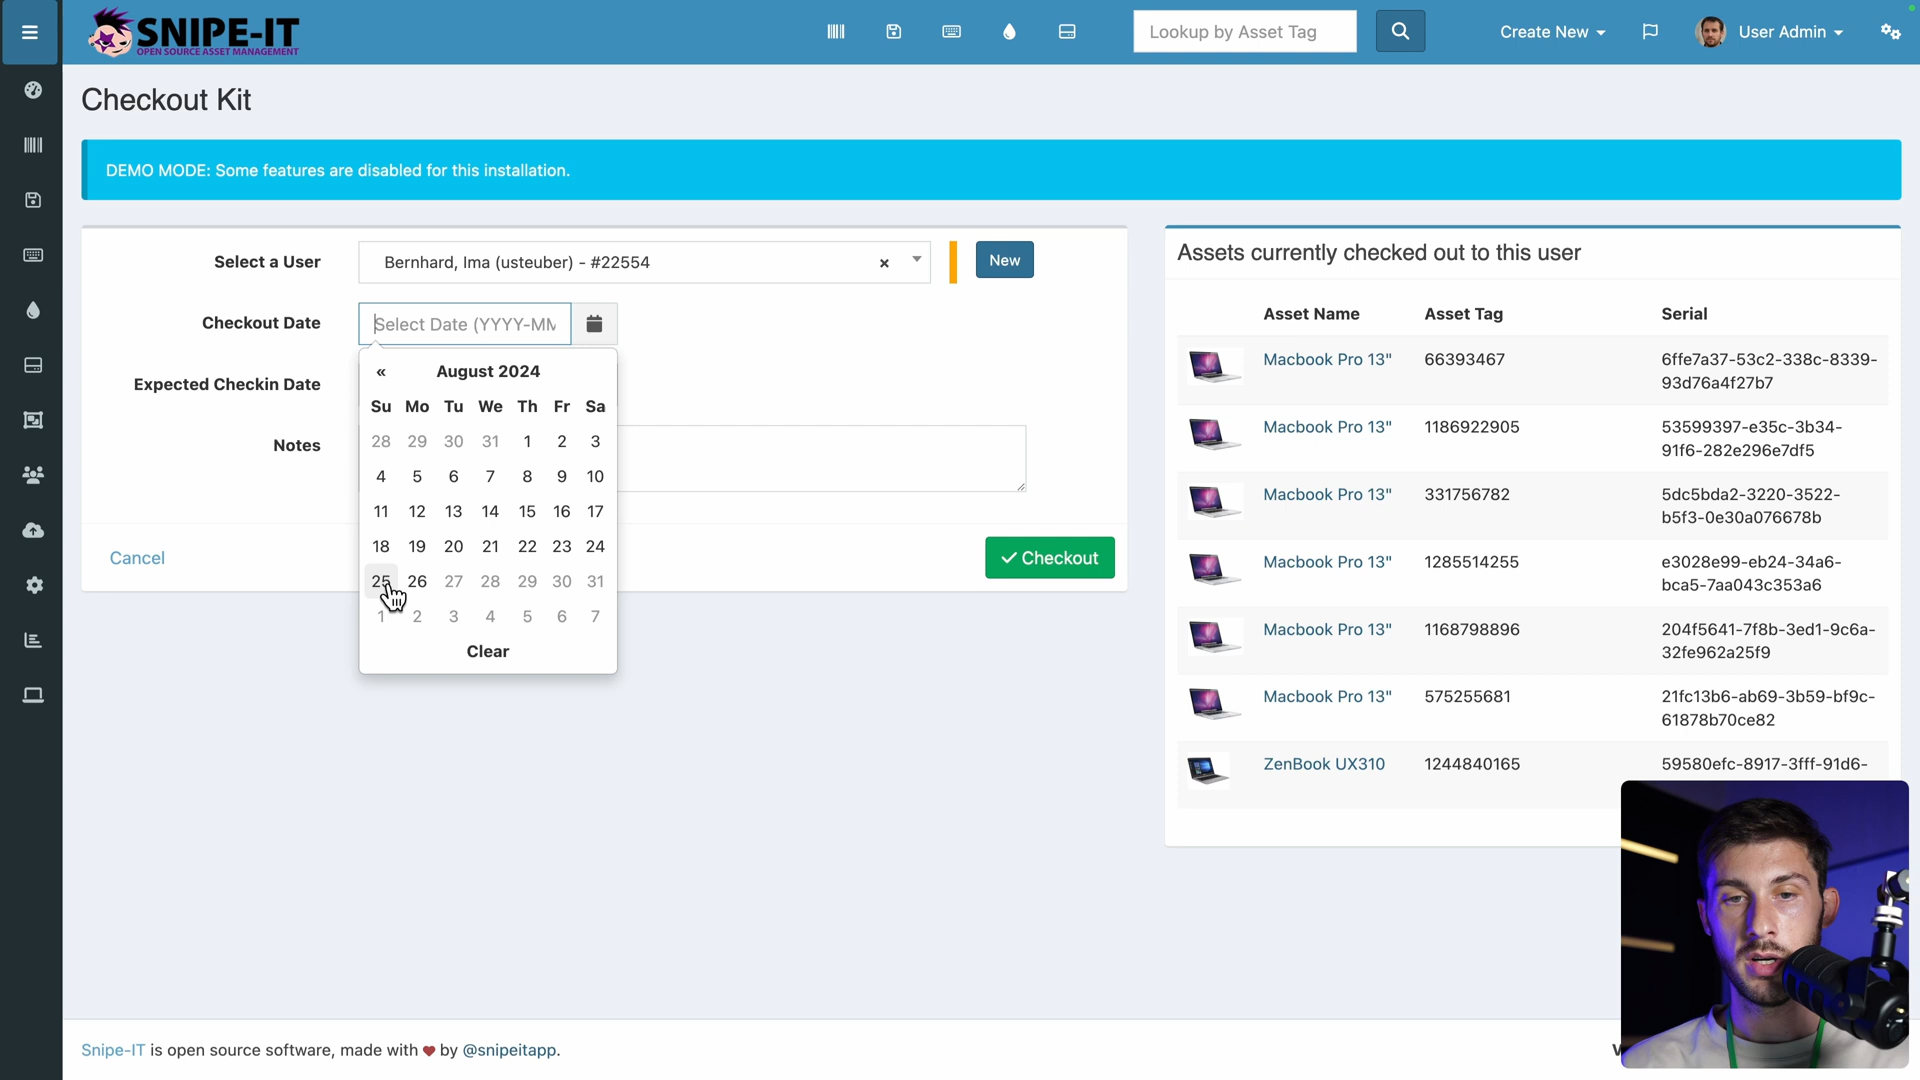 SNIPE-IT
OPEN SOURCE ASSET MANAGEMENT
Lookup by Asset Tag
Create New
User Admin
Checkout Kit
DEMO MODE: Some features are disabled for this installation.
Select a User
Bernhard, Ima (usteuber) - #22554
×
New
Checkout Date
Select Date (YYYY-MM
« August 2024
Su Mo Tu We Th Fr Sa
28 29 30 31 1 2 3
4 5 6 7 8 9 10
11 12 13 14 15 16 17
18 19 20 21 22 23 24
25 26 27 28 29 30 31
1 2 3 4 5 6 7
Clear
Expected Checkin Date
Notes
Cancel
Checkout
Assets currently checked out to this user
Asset Name Asset Tag Serial
Macbook Pro 13" 66393467 6ffe7a37-53c2-338c-8339-
93d76a4f27b7
Macbook Pro 13" 1186922905 53599397-e35c-3b34-
91f6-282e296e7df5
Macbook Pro 13" 331756782 5dc5bda2-3220-3522-
b5f3-0e30a076678b
Macbook Pro 13" 1285514255 e3028e99-eb24-34a6-
bca5-7aa043c353a6
Macbook Pro 13" 1168798896 204f5641-7f8b-3ed1-9c6a-
32fe962a25f9
Macbook Pro 13" 575255681 21fc13b6-ab69-3b59-bf9c-
61878b70ce82
ZenBook UX310 1244840165 59580efc-8917-3fff-91d6-
Snipe-IT is open source software, made with ♥ by @snipeitapp.